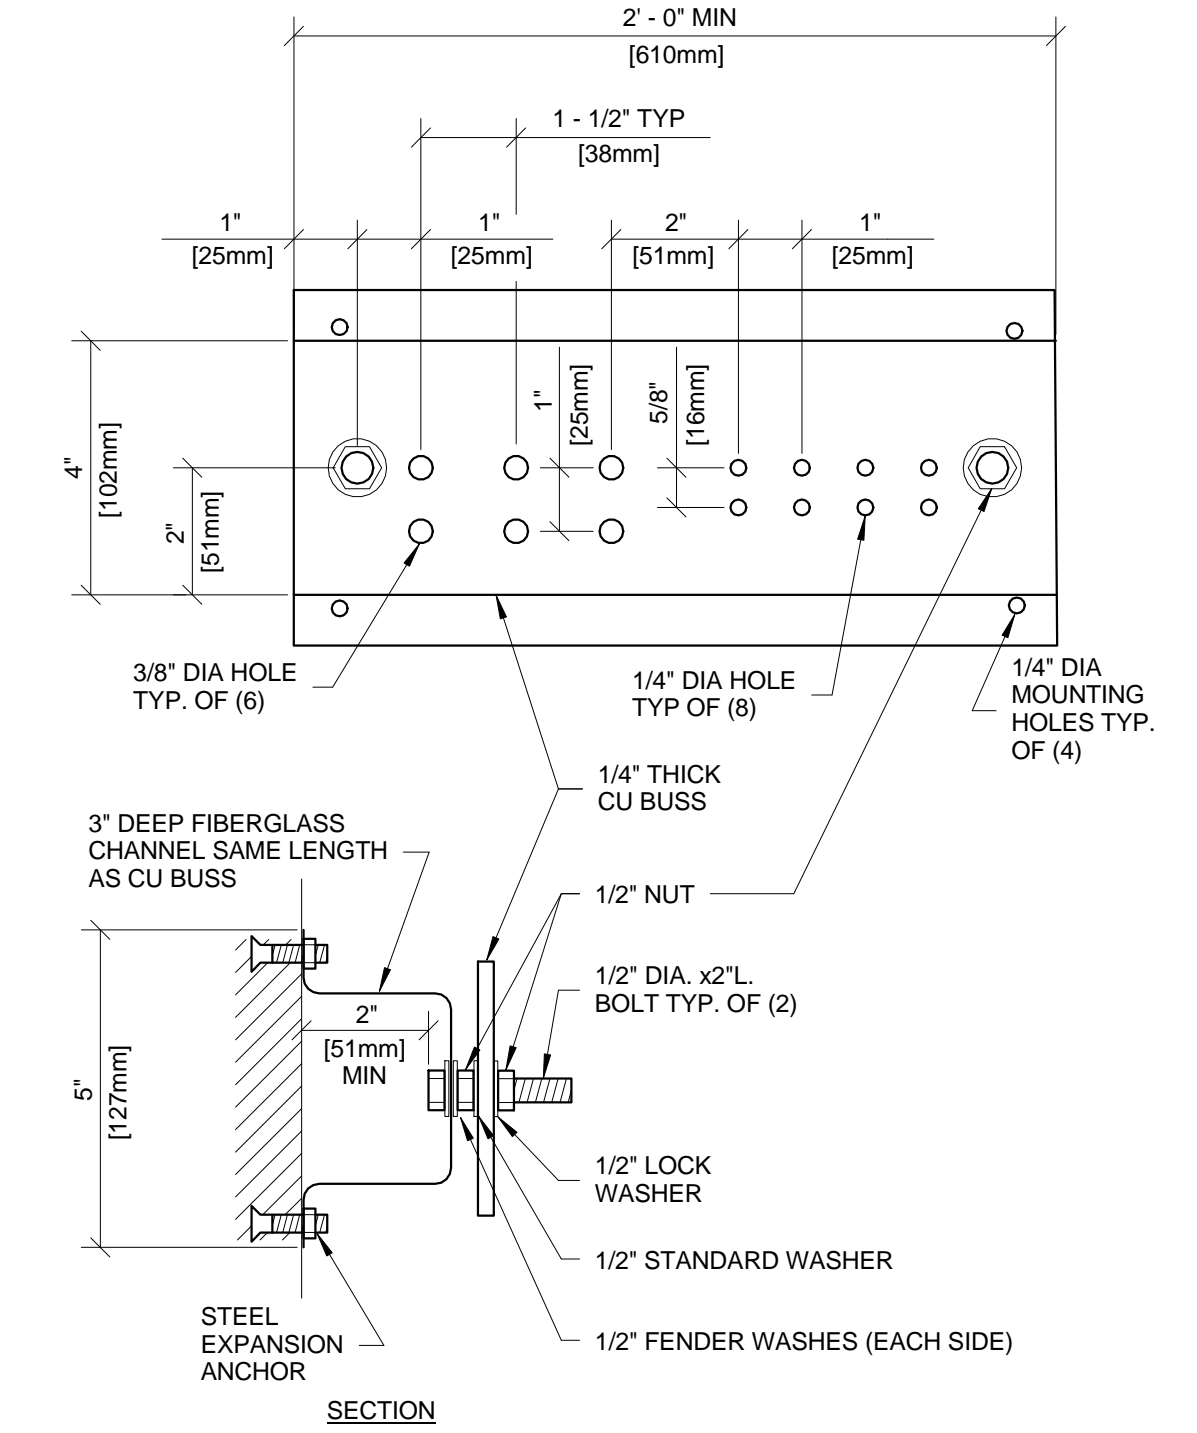 2' - 0" MIN
[610mm]
1 - 1/2" TYP
[38mm]
1"
[25mm]
1"
[25mm]
2"
[51mm]
1"
[25mm]
4"
[102mm]
2"
[51mm]
1"
[25mm]
5/8"
[16mm]
3/8" DIA HOLE
TYP. OF (6)
1/4" DIA HOLE
TYP OF (8)
1/4" DIA
MOUNTING
HOLES TYP.
OF (4)
1/4" THICK
CU BUSS
3" DEEP FIBERGLASS
CHANNEL SAME LENGTH
AS CU BUSS
1/2" NUT
1/2" DIA. x2"L.
BOLT TYP. OF (2)
2"
[51mm]
MIN
5"
[127mm]
1/2" LOCK
WASHER
1/2" STANDARD WASHER
1/2" FENDER WASHES (EACH SIDE)
STEEL
EXPANSION
ANCHOR
SECTION